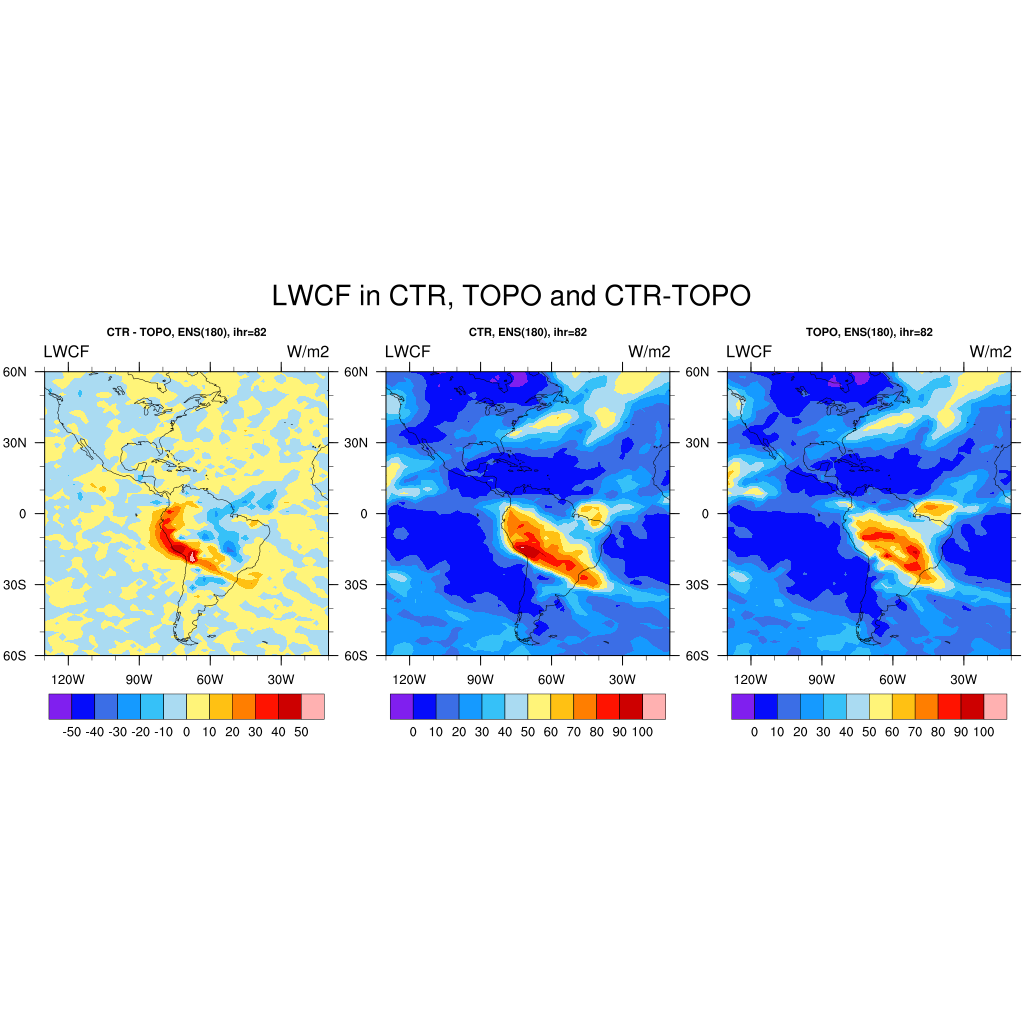 LWCF in CTR, TOPO and CTR-TOPO
CTR - TOPO, ENS(180), ihr=82
LWCF W/m2
60N
30N
0
30S
60S
120W 90W 60W 30W
-50 -40 -30 -20 -10 0 10 20 30 40 50
CTR, ENS(180), ihr=82
LWCF W/m2
60N
30N
0
30S
60S
120W 90W 60W 30W
0 10 20 30 40 50 60 70 80 90 100
TOPO, ENS(180), ihr=82
LWCF W/m2
60N
30N
0
30S
60S
120W 90W 60W 30W
0 10 20 30 40 50 60 70 80 90 100